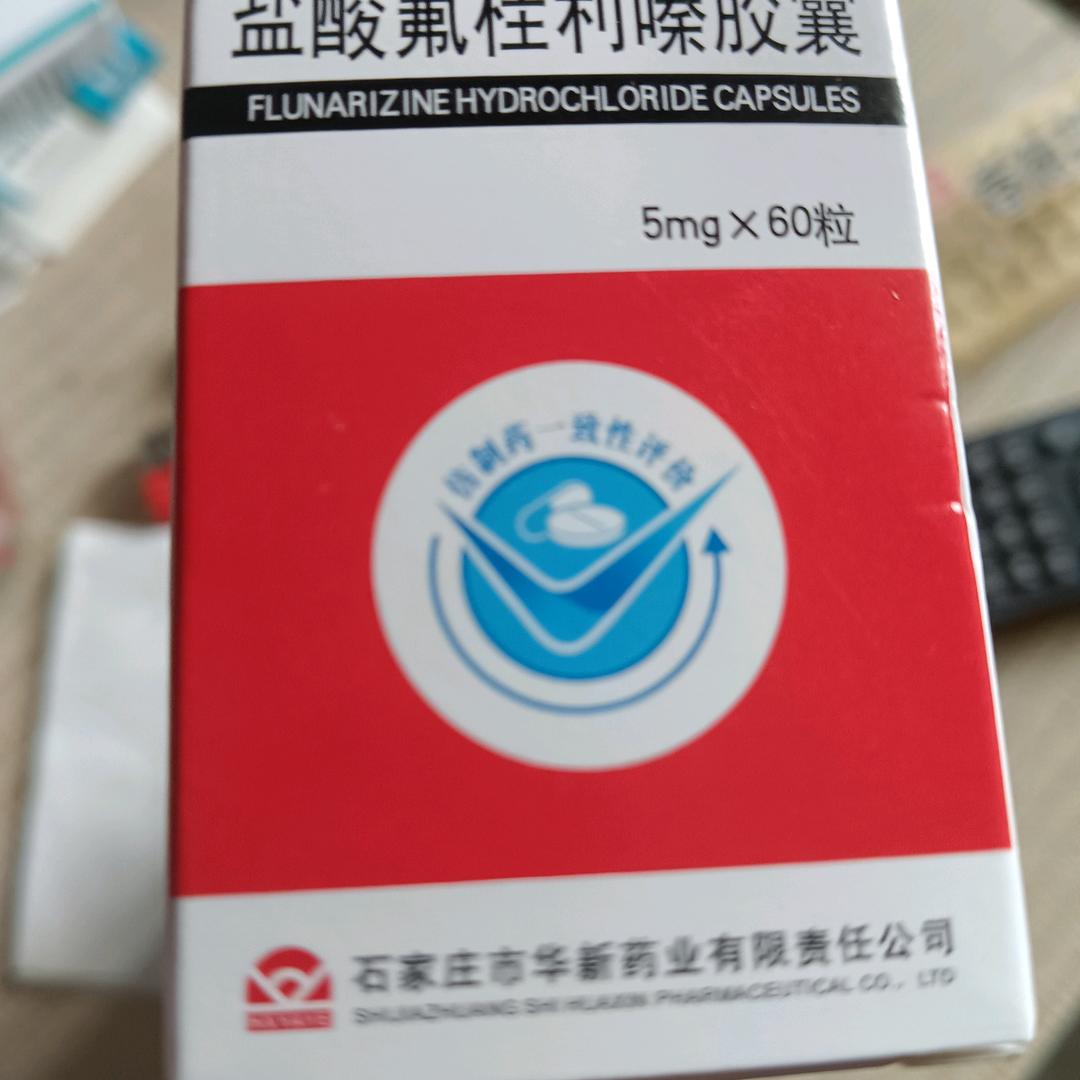 盐酸氟桂利嗪胶囊
FLUNARIZINE HYDROCHLORIDE CAPSULES
5mg×60粒
仿制药一致性评价
石家庄市华新药业有限责任公司
SHIJIAZHUANG SHI HUAXIN PHARMACEUTICAL CO., LTD